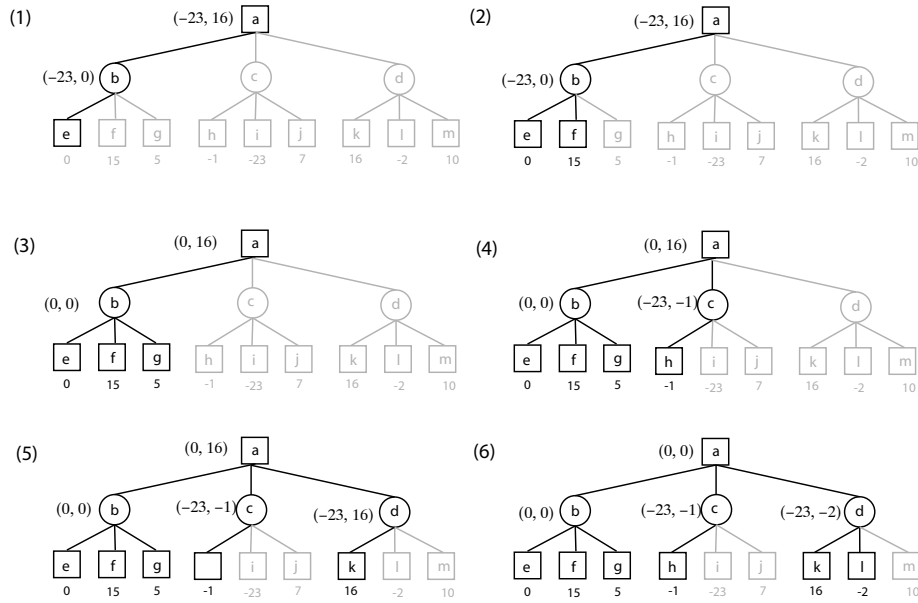 (1) (−23, 16) a (2) (−23, 16) a
(−23, 0) b c d (−23, 0) b c d
e f g h i j k l m e f g h i j k l m
0 15 5 -1 -23 7 16 -2 10 0 15 5 -1 -23 7 16 -2 10
(3) (0, 16) a (4) (0, 16) a
(0, 0) b c d (0, 0) b (−23, −1) c d
e f g h i j k l m e f g h i j k l m
0 15 5 -1 -23 7 16 -2 10 0 15 5 -1 -23 7 16 -2 10
(5) (0, 16) a (6) (0, 0) a
(0, 0) b (−23, −1) c (−23, 16) d (0, 0) b (−23, −1) c (−23, −2) d
e f g i j k l m e f g h i j k l m
0 15 5 -1 -23 7 16 -2 10 0 15 5 -1 -23 7 16 -2 10